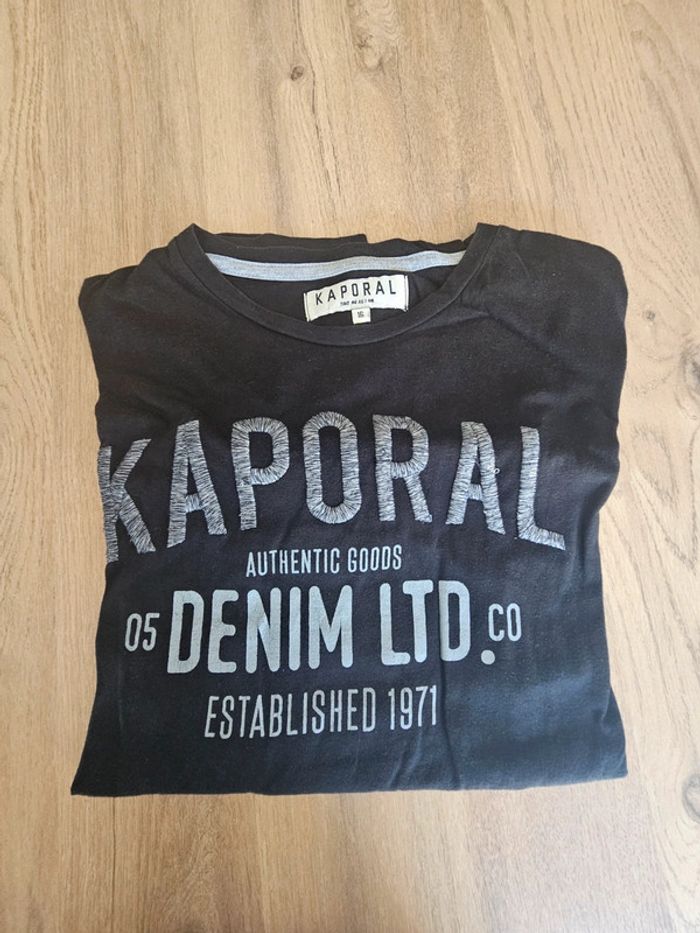 KAPORAL
16
KAPORAL
AUTHENTIC GOODS
05 DENIM LTD. CO
ESTABLISHED 1971